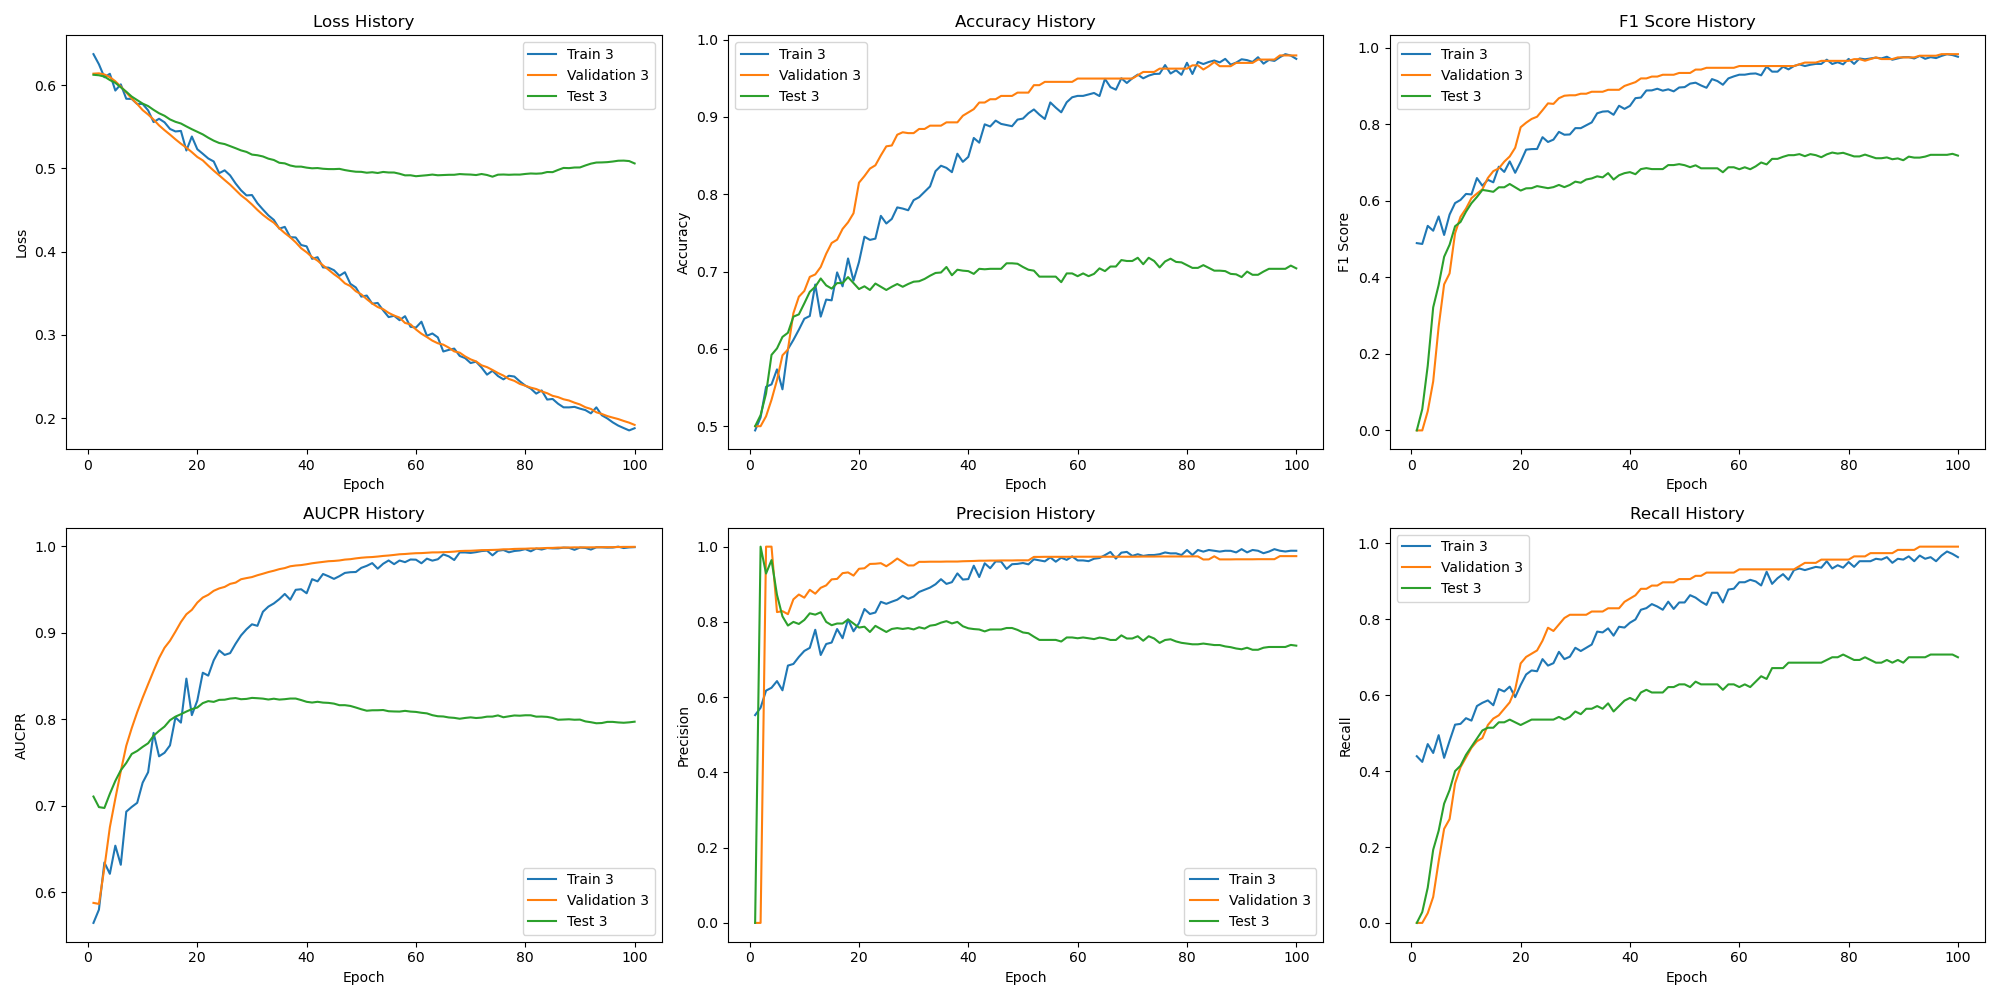 Loss History
Train 3
Validation 3
Test 3
Loss
0.6
0.5
0.4
0.3
0.2
0 20 40 60 80 100
Epoch
Accuracy History
Train 3
Validation 3
Test 3
Accuracy
1.0
0.9
0.8
0.7
0.6
0.5
0 20 40 60 80 100
Epoch
F1 Score History
Train 3
Validation 3
Test 3
F1 Score
1.0
0.8
0.6
0.4
0.2
0.0
0 20 40 60 80 100
Epoch
AUCPR History
Train 3
Validation 3
Test 3
AUCPR
1.0
0.9
0.8
0.7
0.6
0 20 40 60 80 100
Epoch
Precision History
Train 3
Validation 3
Test 3
Precision
1.0
0.8
0.6
0.4
0.2
0.0
0 20 40 60 80 100
Epoch
Recall History
Train 3
Validation 3
Test 3
Recall
1.0
0.8
0.6
0.4
0.2
0.0
0 20 40 60 80 100
Epoch